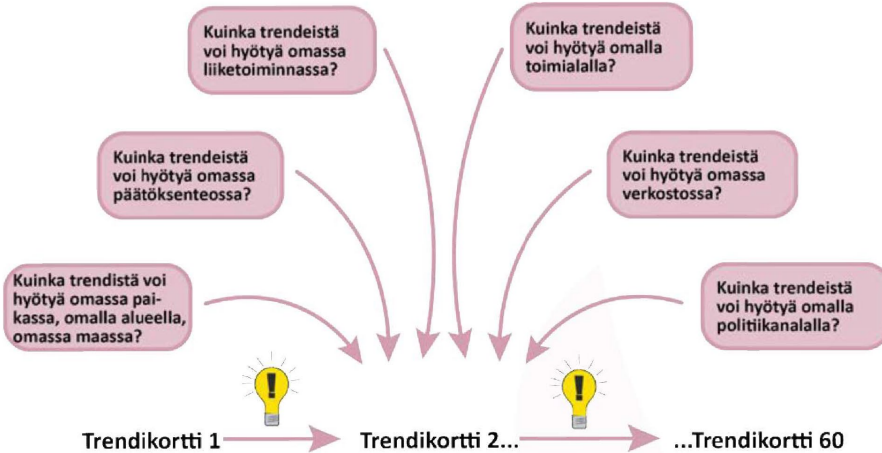 Kuinka trendeistä
voi hyötyä omassa
liiketoiminnassa?
Kuinka trendeistä
voi hyötyä omalla
toimialalla?
Kuinka trendeistä
voi hyötyä omassa
päätöksenteossa?
Kuinka trendeistä
voi hyötyä omassa
verkostossa?
Kuinka trendistä voi
hyötyä omassa pai-
kassa, omalla alueella,
omassa maassa?
Kuinka trendeistä
voi hyötyä omalla
politiikanalalla?
! !
Trendikortti 1 Trendikortti 2... ...Trendikortti 60